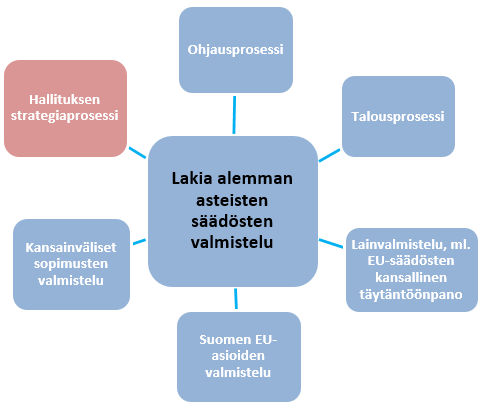 Ohjausprosessi
Hallituksen
strategiaprosessi
Talousprosessi
Lakia alemman
asteisten
säädösten
valmistelu
Kansainväliset
sopimusten
valmistelu
Lainvalmistelu, ml.
EU-säädösten
kansallinen
täytäntöönpano
Suomen EU-
asioiden
valmistelu